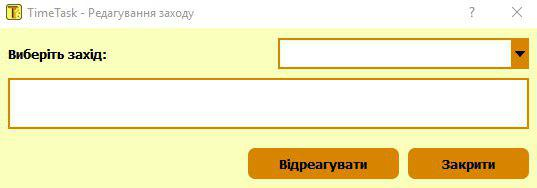 TimeTask - Редагування заходу
Виберіть захід:
Відреагувати
Закрити